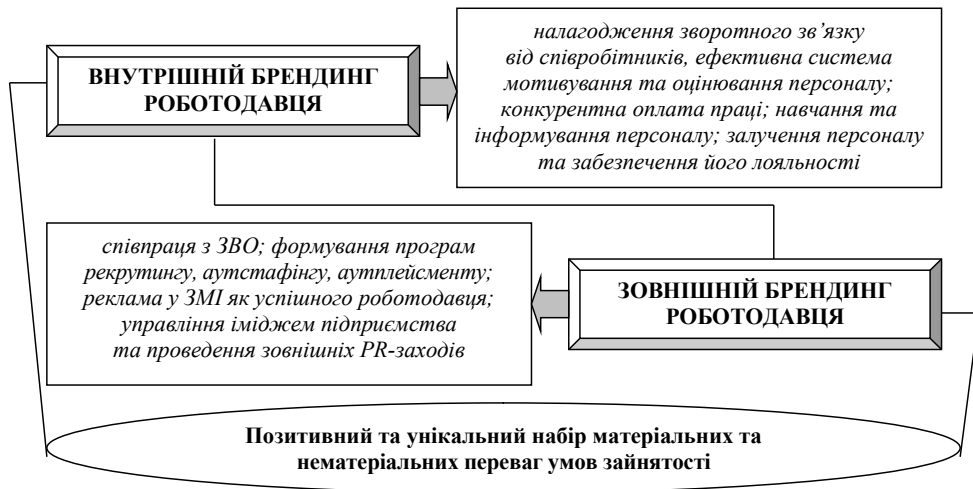 ВНУТРІШНІЙ БРЕНДИНГ
РОБОТОДАВЦЯ
налагодження зворотного зв’язку
від співробітників, ефективна система
мотивування та оцінювання персоналу;
конкурентна оплата праці; навчання та
інформування персоналу; залучення персоналу
та забезпечення його лояльності
співпраця з ЗВО; формування програм
рекрутингу, аутстафінгу, аутплейсменту;
реклама у ЗМІ як успішного роботодавця;
управління іміджем підприємства
та проведення зовнішніх PR-заходів
ЗОВНІШНІЙ БРЕНДИНГ
РОБОТОДАВЦЯ
Позитивний та унікальний набір матеріальних та
нематеріальних переваг умов зайнятості